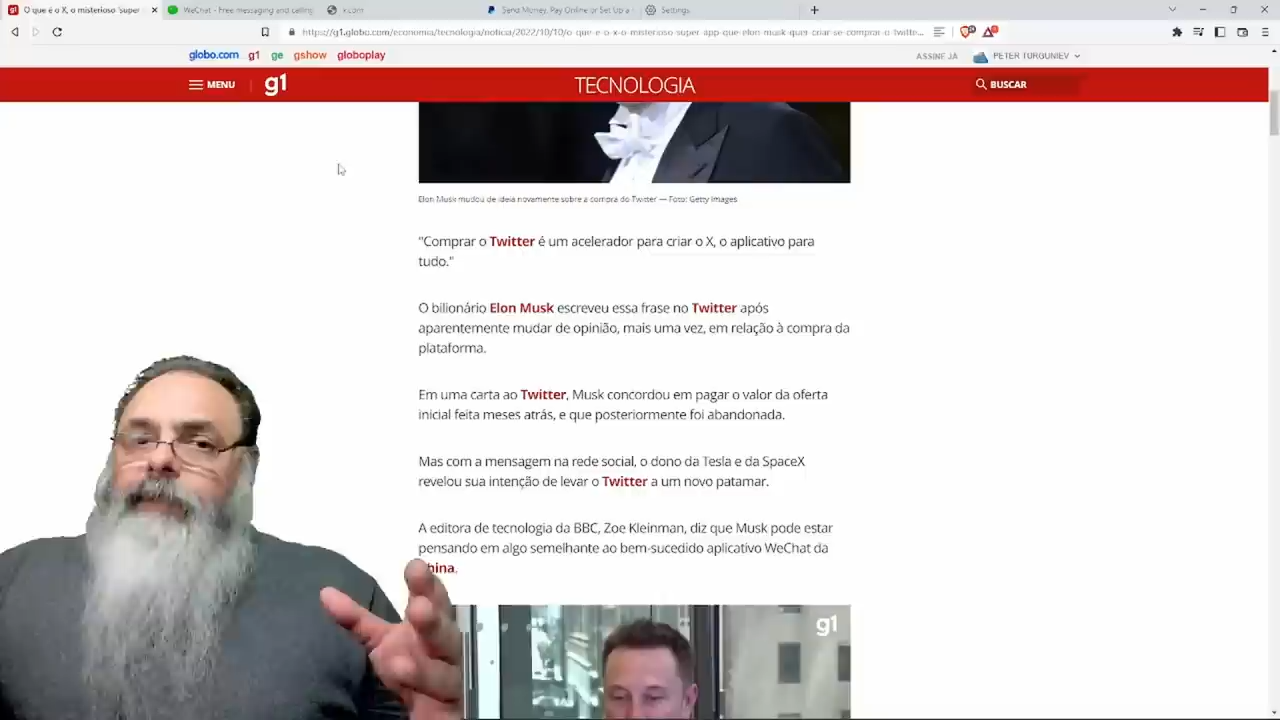 O que é o X, o misterioso 'Super
WeChat - Free messaging and calling
x.com
Send Money, Pay Online or Set Up a
Settings
https://g1.globo.com/economia/tecnologia/noticia/2022/10/10/o-que-e-o-x-o-misterioso-super-app-que-elon-musk-quer-criar-se-comprar-o-twitte...
globo.com g1 ge gshow globoplay
ASSINE JÁ
PETER TURGUNIEV
MENU
g1
TECNOLOGIA
BUSCAR
Elon Musk mudou de ideia novamente sobre a compra do Twitter — Foto: Getty Images
"Comprar o Twitter é um acelerador para criar o X, o aplicativo para
tudo."
O bilionário Elon Musk escreveu essa frase no Twitter após
aparentemente mudar de opinião, mais uma vez, em relação à compra da
plataforma.
Em uma carta ao Twitter, Musk concordou em pagar o valor da oferta
inicial feita meses atrás, e que posteriormente foi abandonada.
Mas com a mensagem na rede social, o dono da Tesla e da SpaceX
revelou sua intenção de levar o Twitter a um novo patamar.
A editora de tecnologia da BBC, Zoe Kleinman, diz que Musk pode estar
pensando em algo semelhante ao bem-sucedido aplicativo WeChat da
hina.
g1